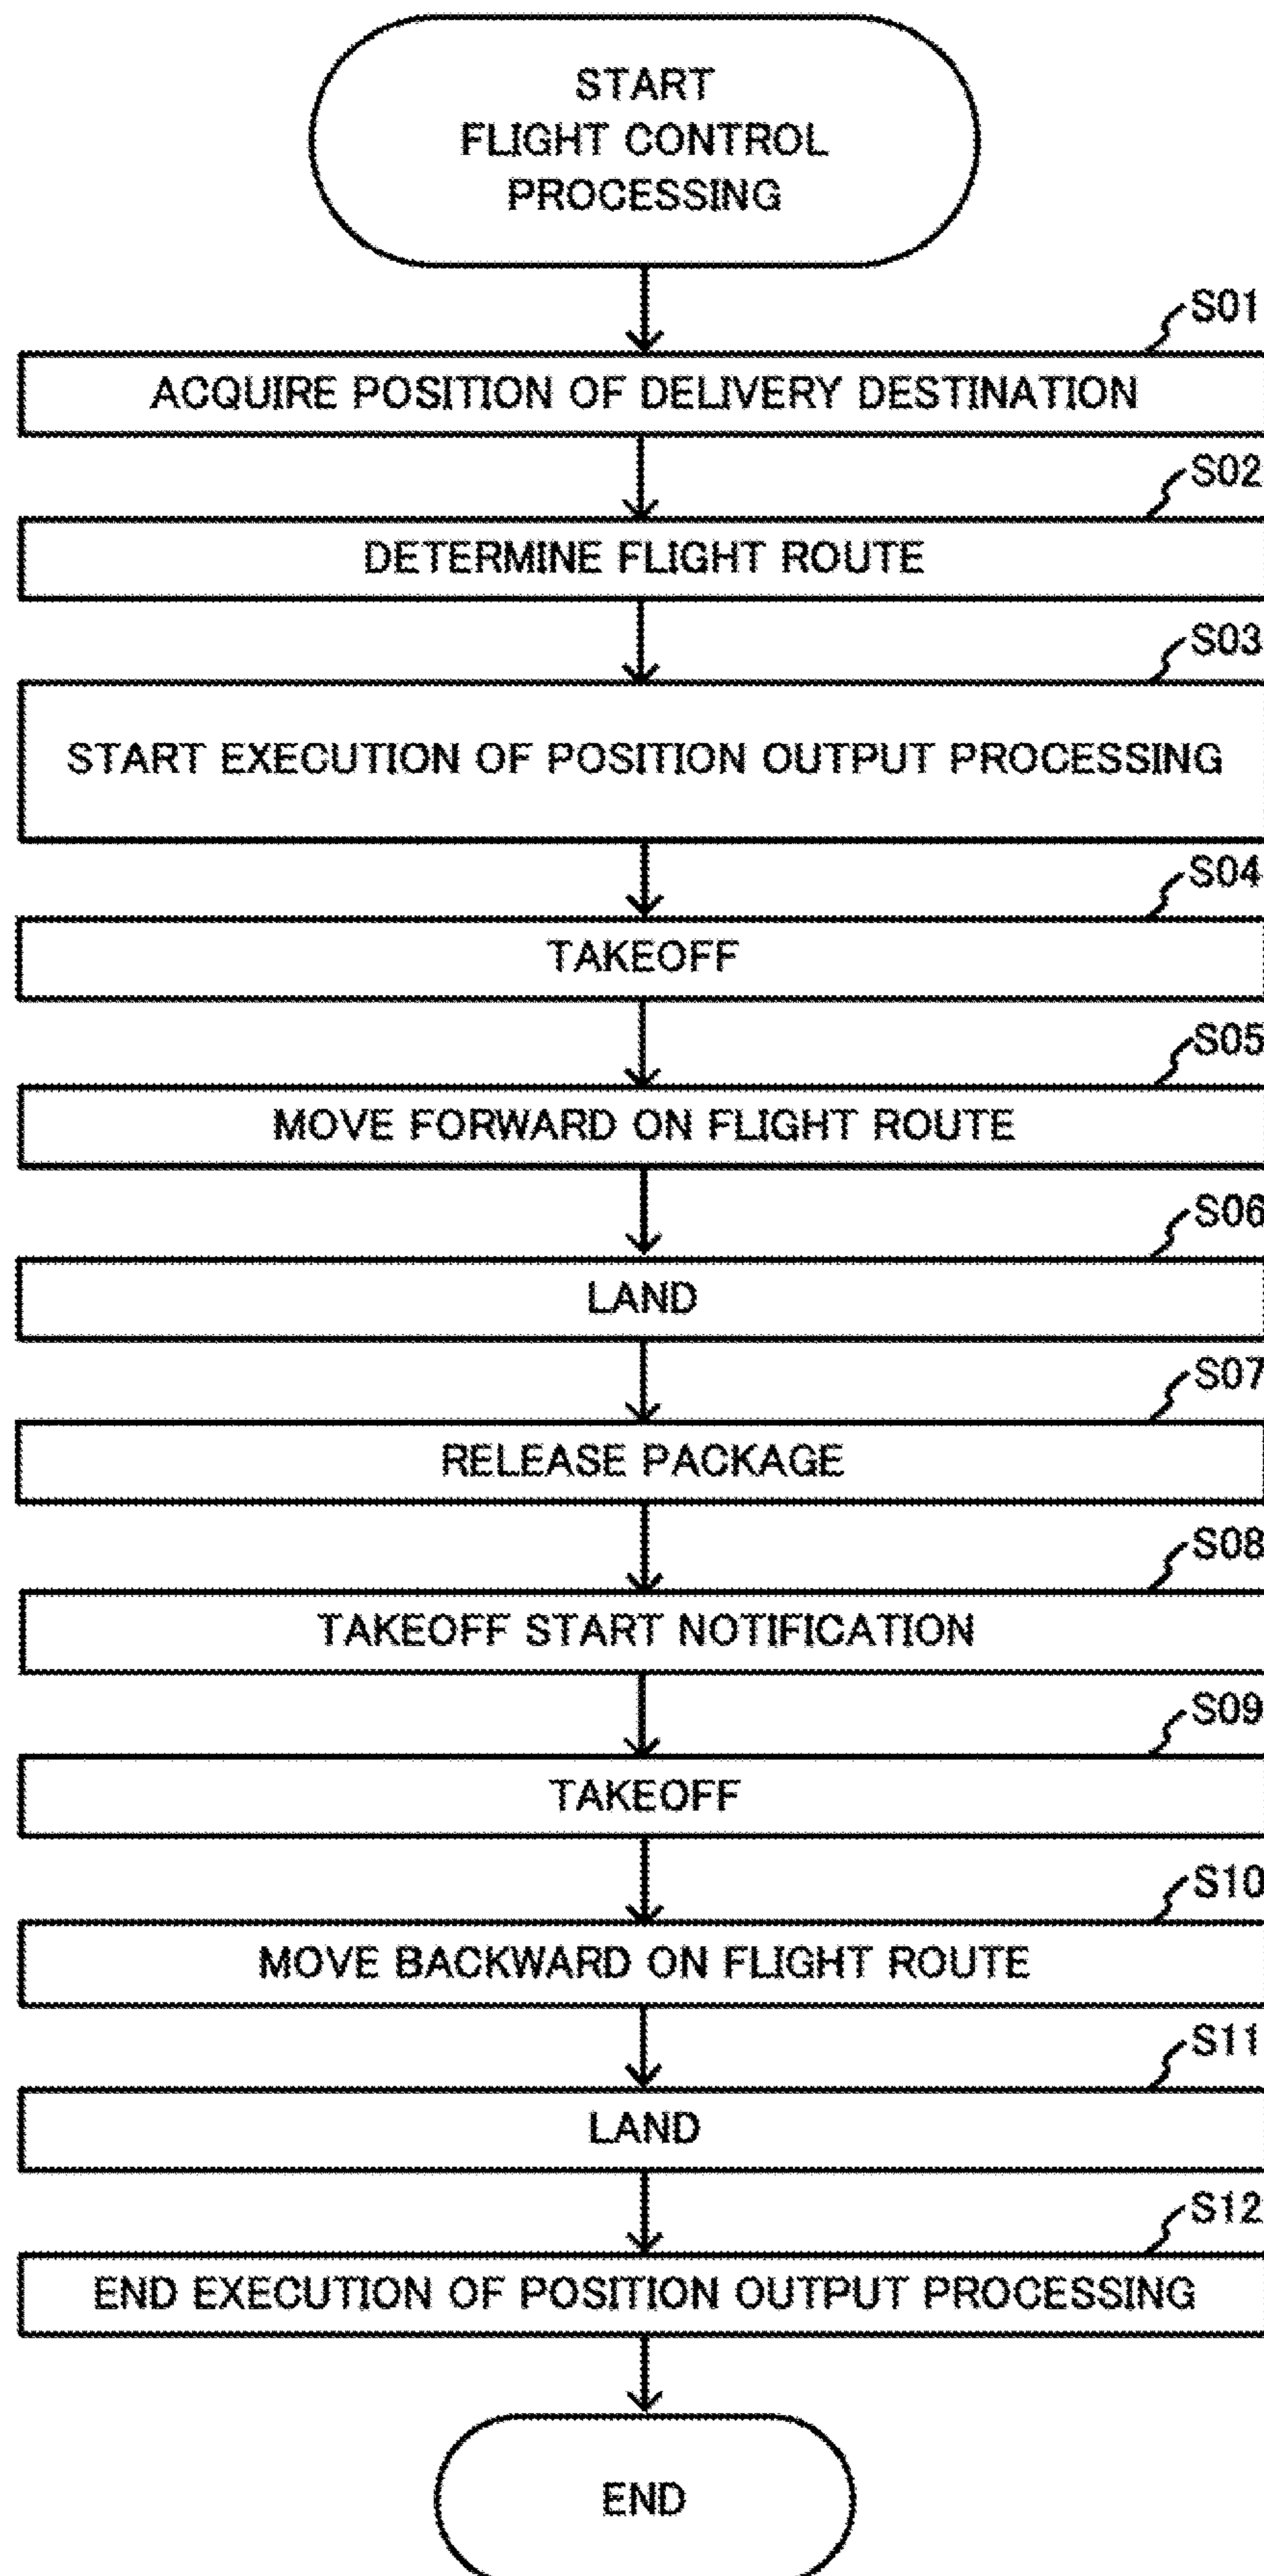 START
FLIGHT CONTROL
PROCESSING
S01
ACQUIRE POSITION OF DELIVERY DESTINATION
S02
DETERMINE FLIGHT ROUTE
S03
START EXECUTION OF POSITION OUTPUT PROCESSING
S04
TAKEOFF
S05
MOVE FORWARD ON FLIGHT ROUTE
S06
LAND
S07
RELEASE PACKAGE
S08
TAKEOFF START NOTIFICATION
S09
TAKEOFF
S10
MOVE BACKWARD ON FLIGHT ROUTE
S11
LAND
S12
END EXECUTION OF POSITION OUTPUT PROCESSING
END